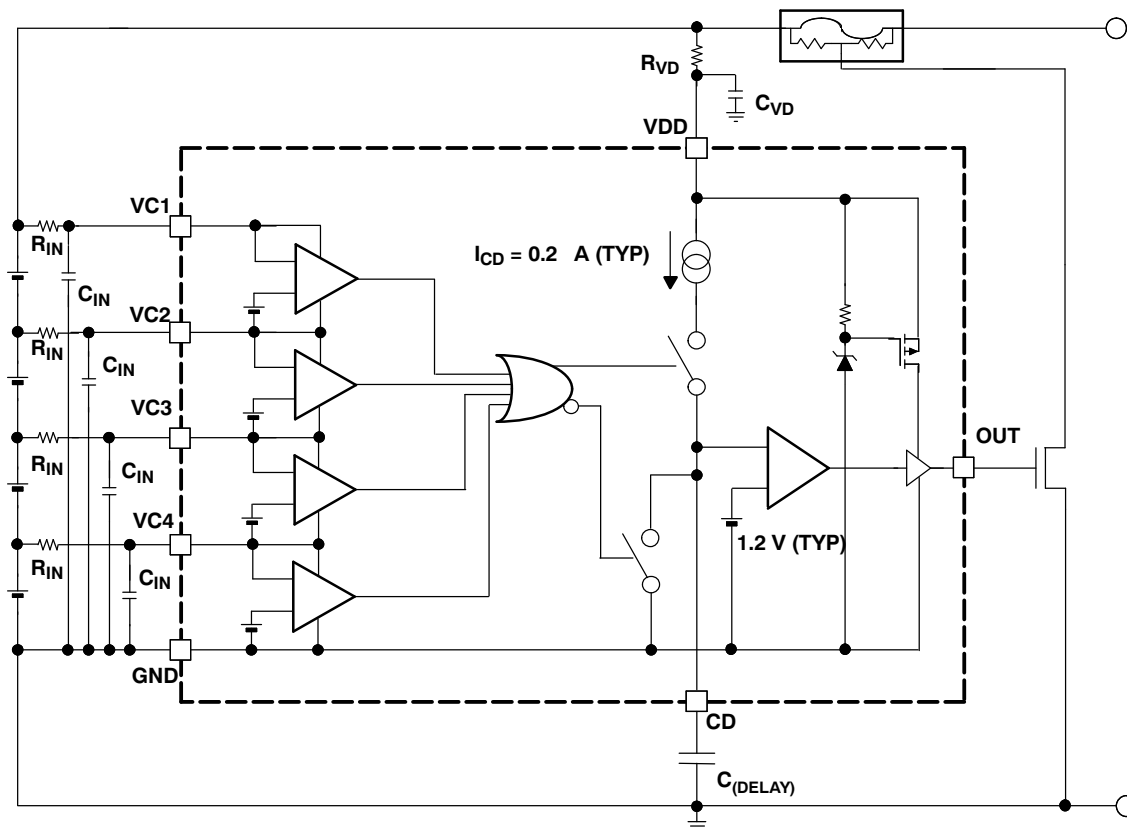 RVD
CVD
VDD
VC1
RIN
ICD = 0.2 A (TYP)
CIN
VC2
RIN
CIN
VC3
RIN
CIN
OUT
VC4
1.2 V (TYP)
RIN
CIN
GND
CD
C(DELAY)